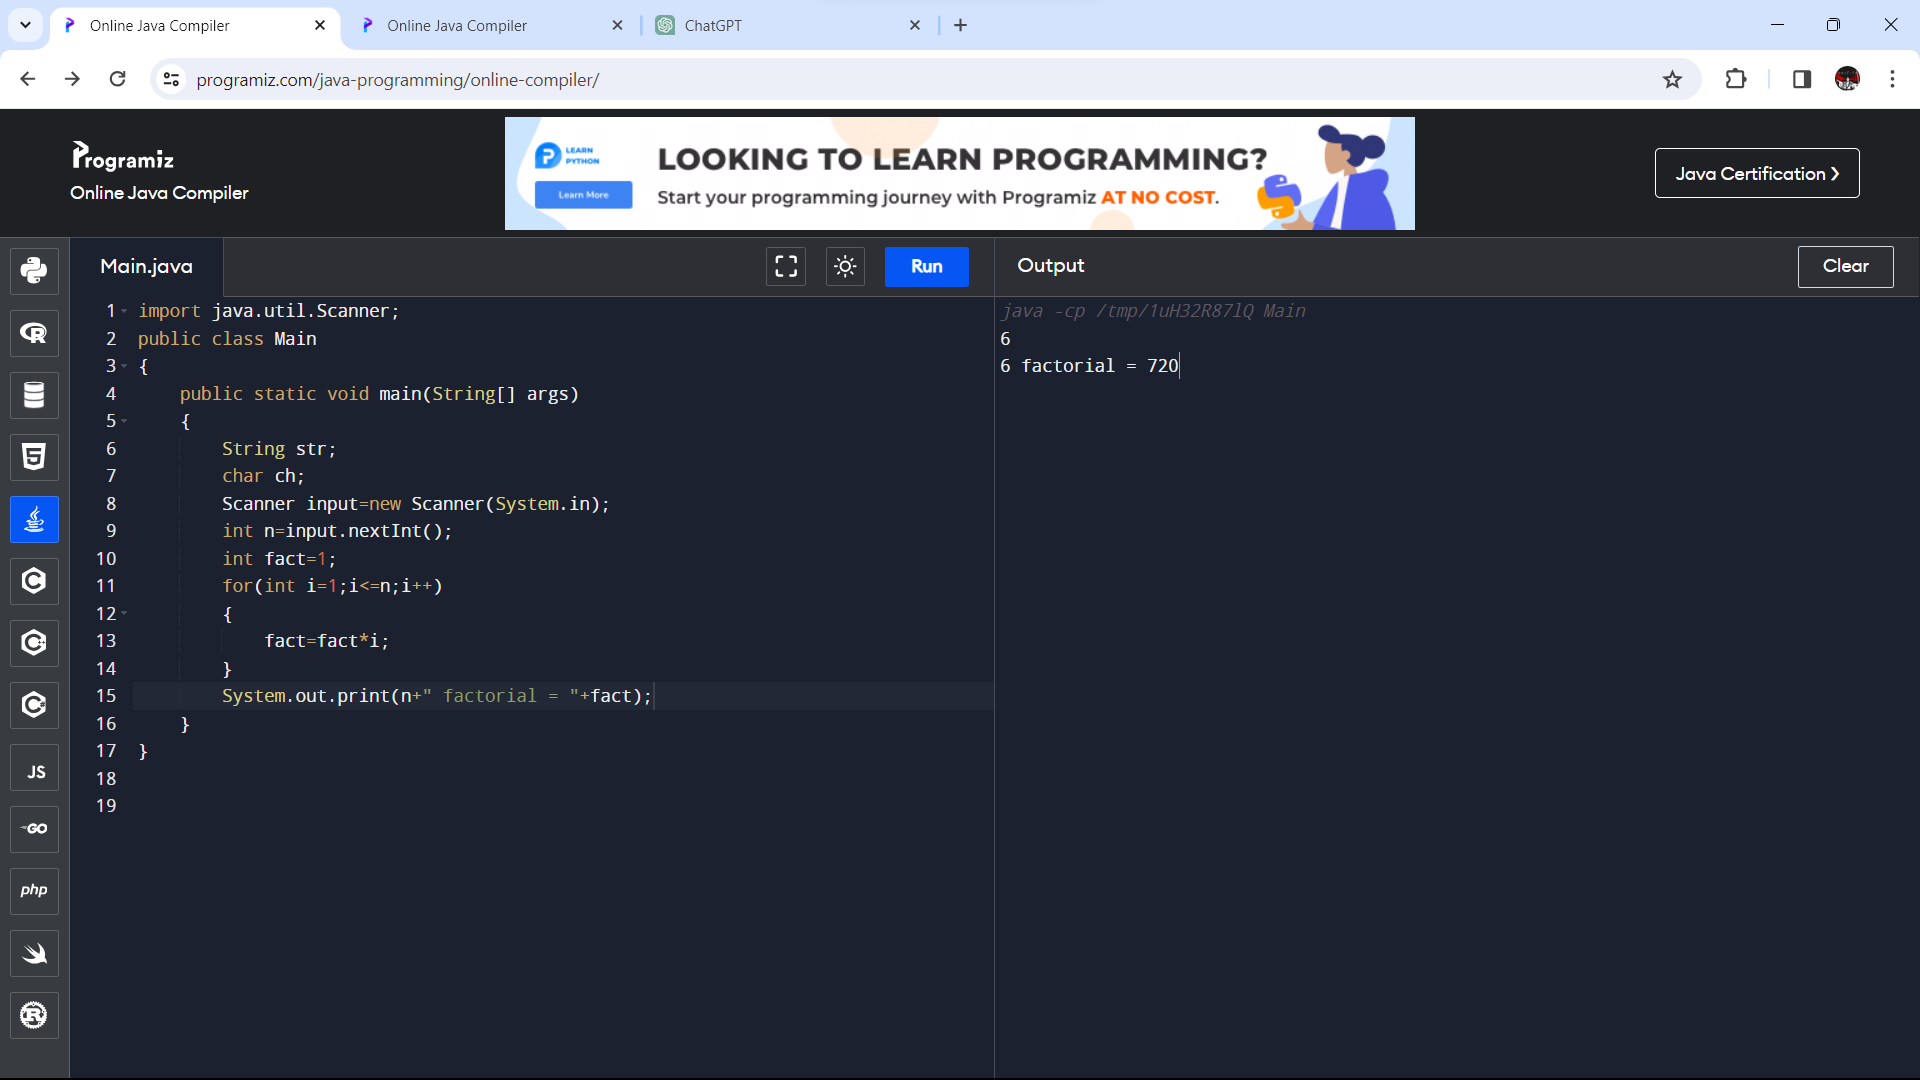 Online Java Compiler
Online Java Compiler
ChatGPT
programiz.com/java-programming/online-compiler/
Programiz
Online Java Compiler
LEARN
PYTHON
Learn More
LOOKING TO LEARN PROGRAMMING?
Start your programming journey with Programiz AT NO COST.
Java Certification ❯
Main.java
Run
Output
Clear
1 import java.util.Scanner;
2 public class Main
3 {
4     public static void main(String[] args)
5     {
6         String str;
7         char ch;
8         Scanner input=new Scanner(System.in);
9         int n=input.nextInt();
10         int fact=1;
11         for(int i=1;i<=n;i++)
12         {
13             fact=fact*i;
14         }
15         System.out.print(n+" factorial = "+fact);
16     }
17 }
18
19
java -cp /tmp/1uH32R87lQ Main
6
6 factorial = 720
JS
GO
php